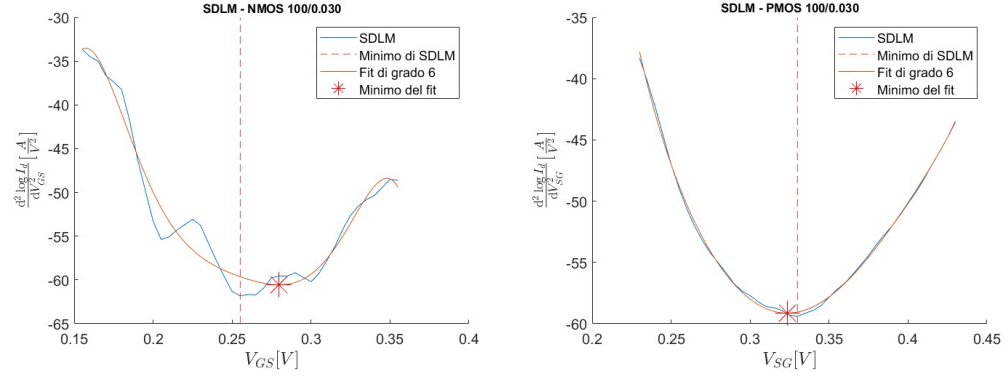 SDLM - NMOS 100/0.030
-30
-35
-40
-45
-50
-55
-60
-65
d² log I_d / dV²_GS [A/V²]
SDLM
Minimo di SDLM
Fit di grado 6
Minimo del fit
0.15 0.2 0.25 0.3 0.35 0.4
V_GS[V]
SDLM - PMOS 100/0.030
-35
-40
-45
-50
-55
-60
d² log I_d / dV²_SG [A/V²]
SDLM
Minimo di SDLM
Fit di grado 6
Minimo del fit
0.2 0.25 0.3 0.35 0.4 0.45
V_SG[V]